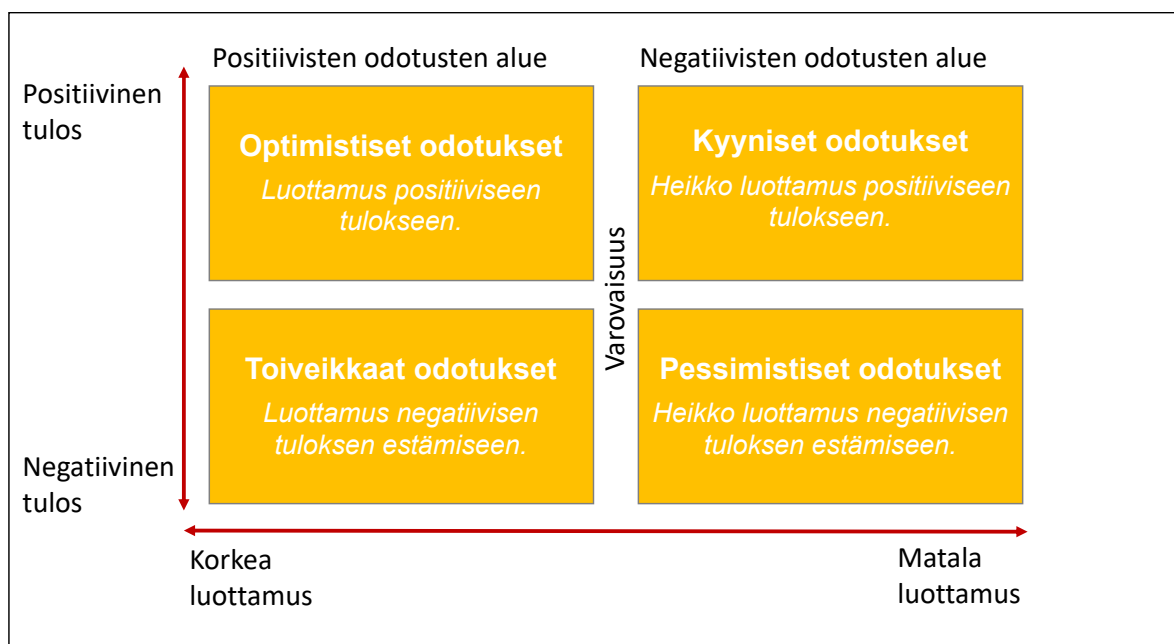 Positiivisten odotusten alue
Negatiivisten odotusten alue
Positiivinen
tulos
Optimistiset odotukset
Luottamus positiiviseen
tulokseen.
Kyyniset odotukset
Heikko luottamus positiiviseen
tulokseen.
Varovaisuus
Toiveikkaat odotukset
Luottamus negatiivisen
tuloksen estämiseen.
Pessimistiset odotukset
Heikko luottamus negatiivisen
tuloksen estämiseen.
Negatiivinen
tulos
Korkea
luottamus
Matala
luottamus